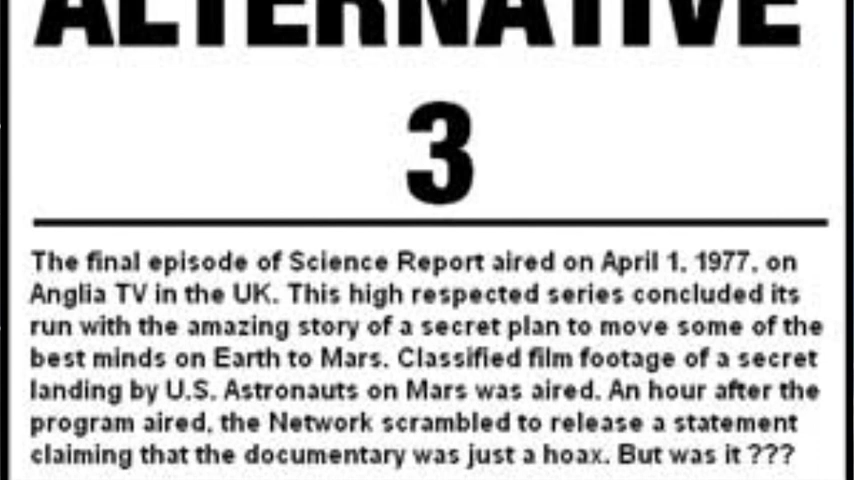 ALTERNATIVE
3
The final episode of Science Report aired on April 1, 1977, on
Anglia TV in the UK. This high respected series concluded its
run with the amazing story of a secret plan to move some of the
best minds on Earth to Mars. Classified film footage of a secret
landing by U.S. Astronauts on Mars was aired. An hour after the
program aired, the Network scrambled to release a statement
claiming that the documentary was just a hoax. But was it ???